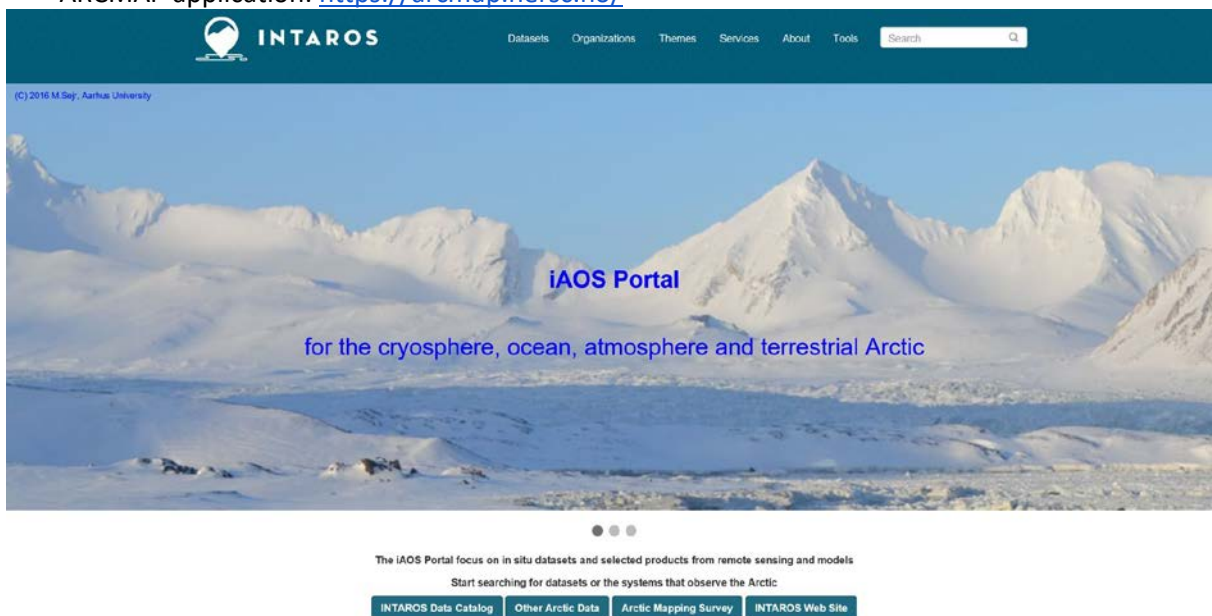 ARCMAP application: https://arcmap.nersc.no/
INTAROS
Datasets Organizations Themes Services About Tools Search
(C) 2016 M.Sejr, Aarhus University
iAOS Portal
for the cryosphere, ocean, atmosphere and terrestrial Arctic
The iAOS Portal focus on in situ datasets and selected products from remote sensing and models
Start searching for datasets or the systems that observe the Arctic
INTAROS Data Catalog Other Arctic Data Arctic Mapping Survey INTAROS Web Site